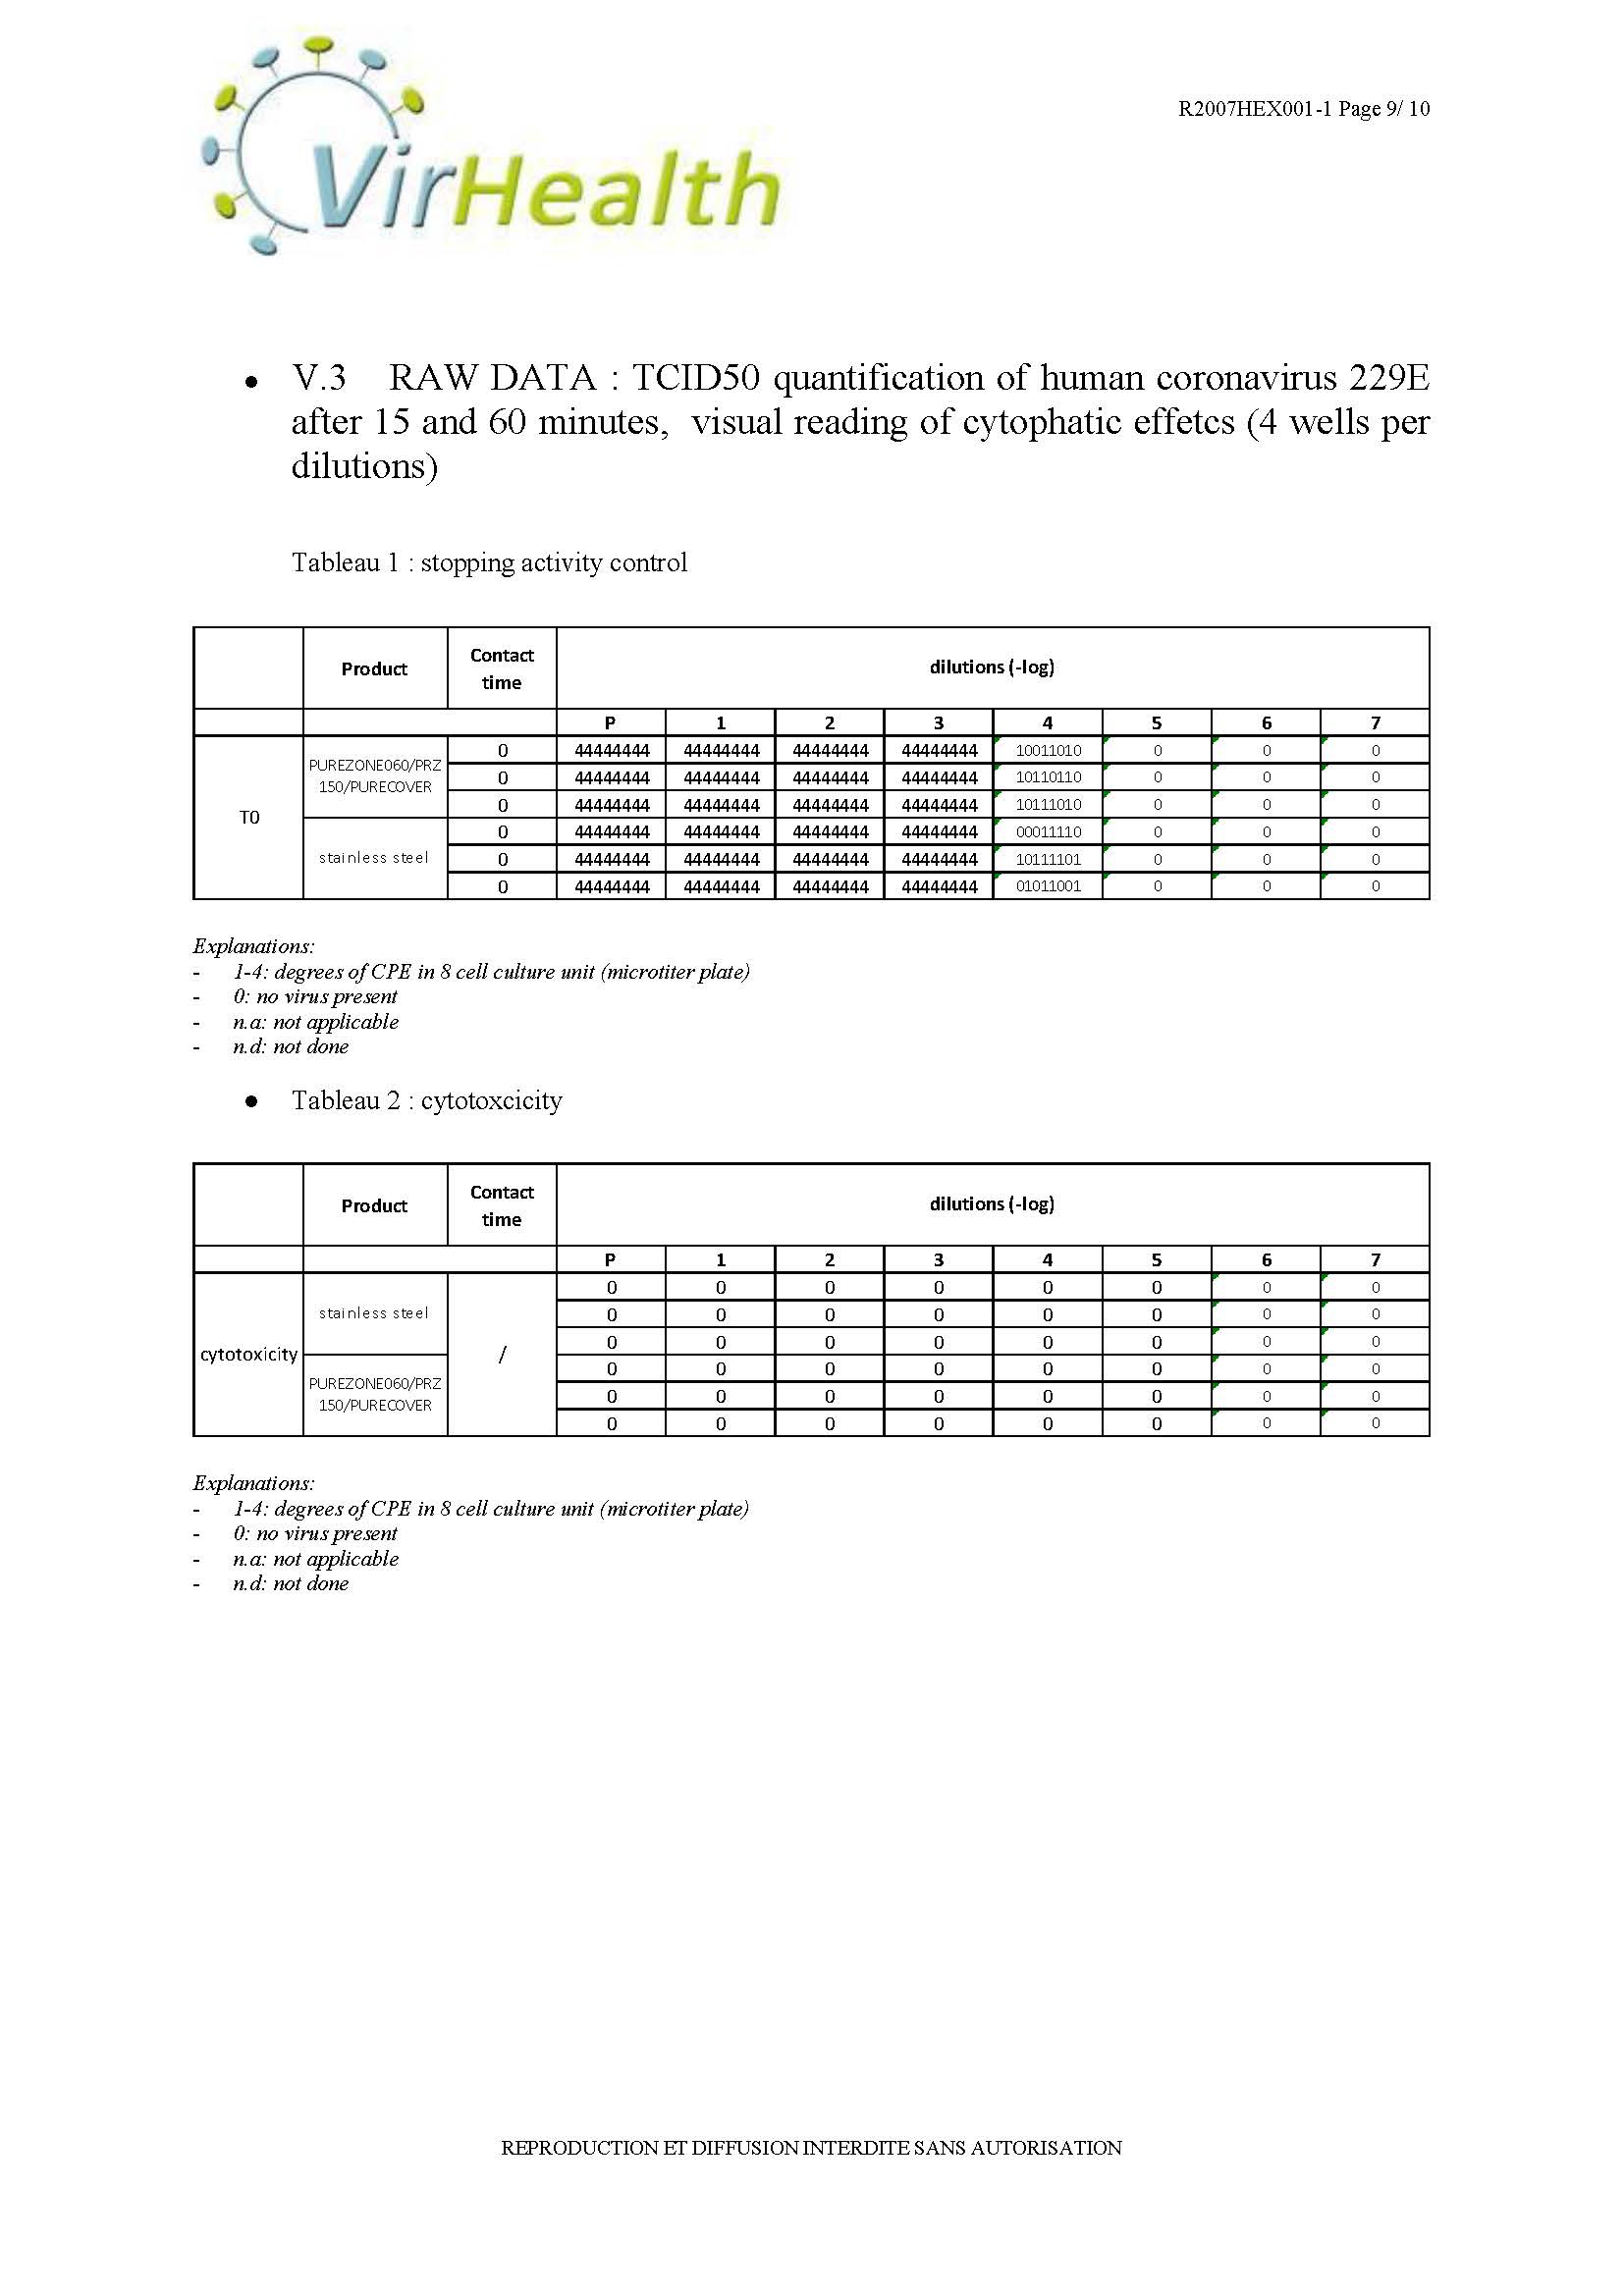 VirHealth
R2007HEX001-1 Page 9/ 10
● V.3 RAW DATA : TCID50 quantification of human coronavirus 229E
after 15 and 60 minutes, visual reading of cytophatic effetcs (4 wells per
dilutions)
Tableau 1 : stopping activity control
Product Contact time dilutions (-log)
P 1 2 3 4 5 6 7
T0 PUREZONE060/PRZ 150/PURECOVER 0 44444444 44444444 44444444 44444444 10011010 0 0 0
0 44444444 44444444 44444444 44444444 10110110 0 0 0
0 44444444 44444444 44444444 44444444 10111010 0 0 0
stainless steel 0 44444444 44444444 44444444 44444444 00011110 0 0 0
0 44444444 44444444 44444444 44444444 10111101 0 0 0
0 44444444 44444444 44444444 44444444 01011001 0 0 0
Explanations:
- 1-4: degrees of CPE in 8 cell culture unit (microtiter plate)
- 0: no virus present
- n.a: not applicable
- n.d: not done
● Tableau 2 : cytotoxcicity
Product Contact time dilutions (-log)
P 1 2 3 4 5 6 7
cytotoxicity stainless steel / 0 0 0 0 0 0 0 0
0 0 0 0 0 0 0 0
0 0 0 0 0 0 0 0
PUREZONE060/PRZ 150/PURECOVER 0 0 0 0 0 0 0 0
0 0 0 0 0 0 0 0
0 0 0 0 0 0 0 0
Explanations:
- 1-4: degrees of CPE in 8 cell culture unit (microtiter plate)
- 0: no virus present
- n.a: not applicable
- n.d: not done
REPRODUCTION ET DIFFUSION INTERDITE SANS AUTORISATION